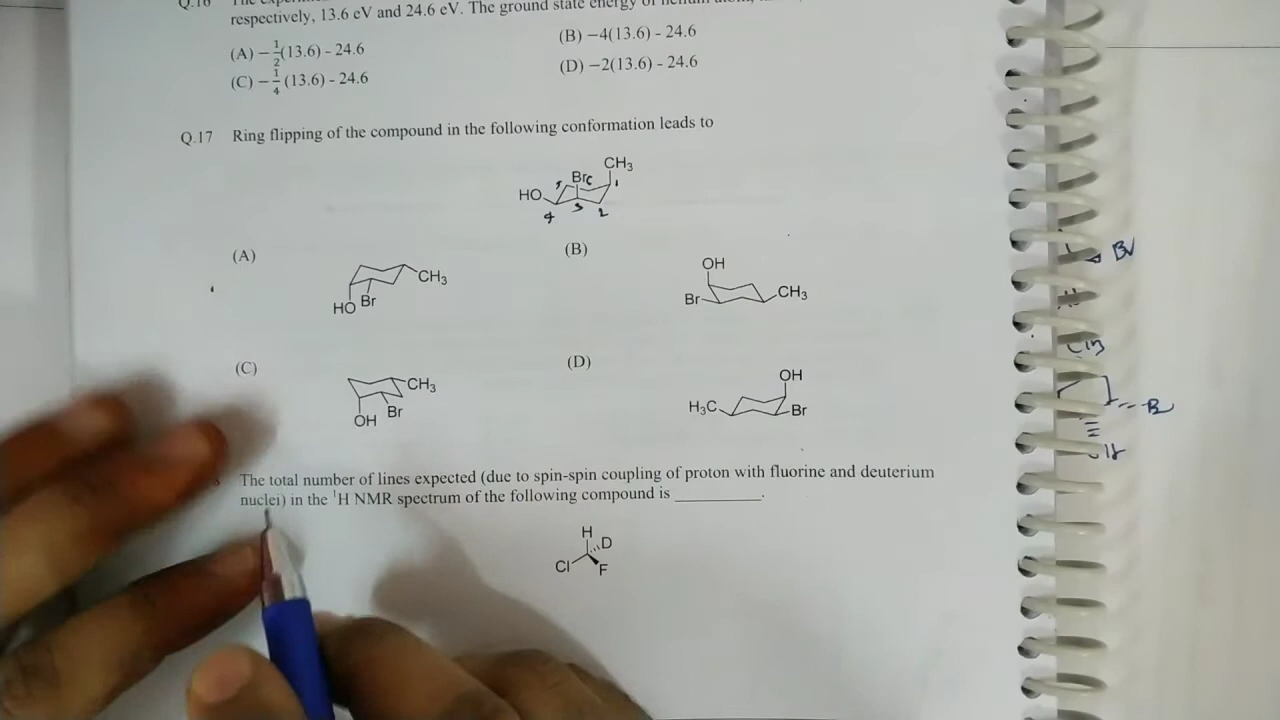 Q.16
respectively, 13.6 eV and 24.6 eV. The ground state energy of
(A) −½(13.6) - 24.6
(B) −4(13.6) - 24.6
(C) −¼ (13.6) - 24.6
(D) −2(13.6) - 24.6
Q.17 Ring flipping of the compound in the following conformation leads to
CH₃
Br
HO
4 3 2 1
(A)
CH₃
HO Br
(B)
OH
Br CH₃
(C)
CH₃
Br
OH
(D)
OH
H₃C Br
The total number of lines expected (due to spin-spin coupling of proton with fluorine and deuterium
nuclei) in the ¹H NMR spectrum of the following compound is __________.
H
D
Cl F